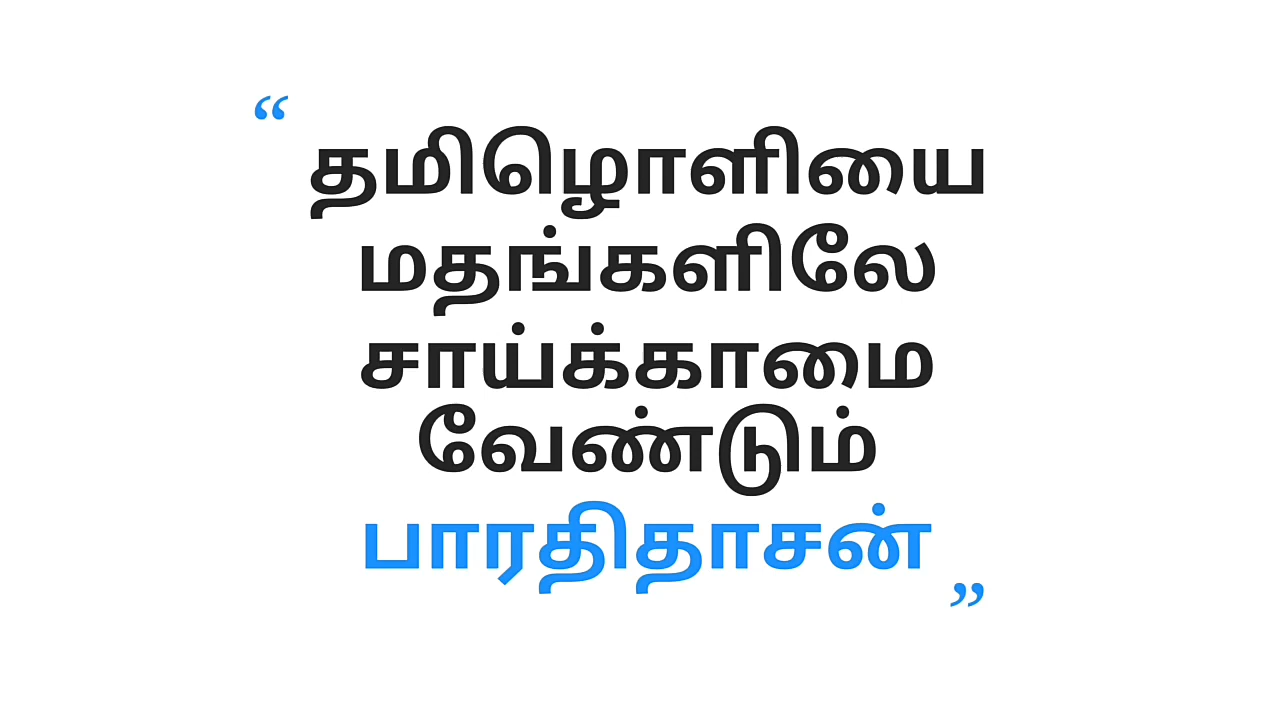 “ தமிழொளியை
மதங்களிலே
சாய்க்காமை
வேண்டும்
பாரதிதாசன் ”